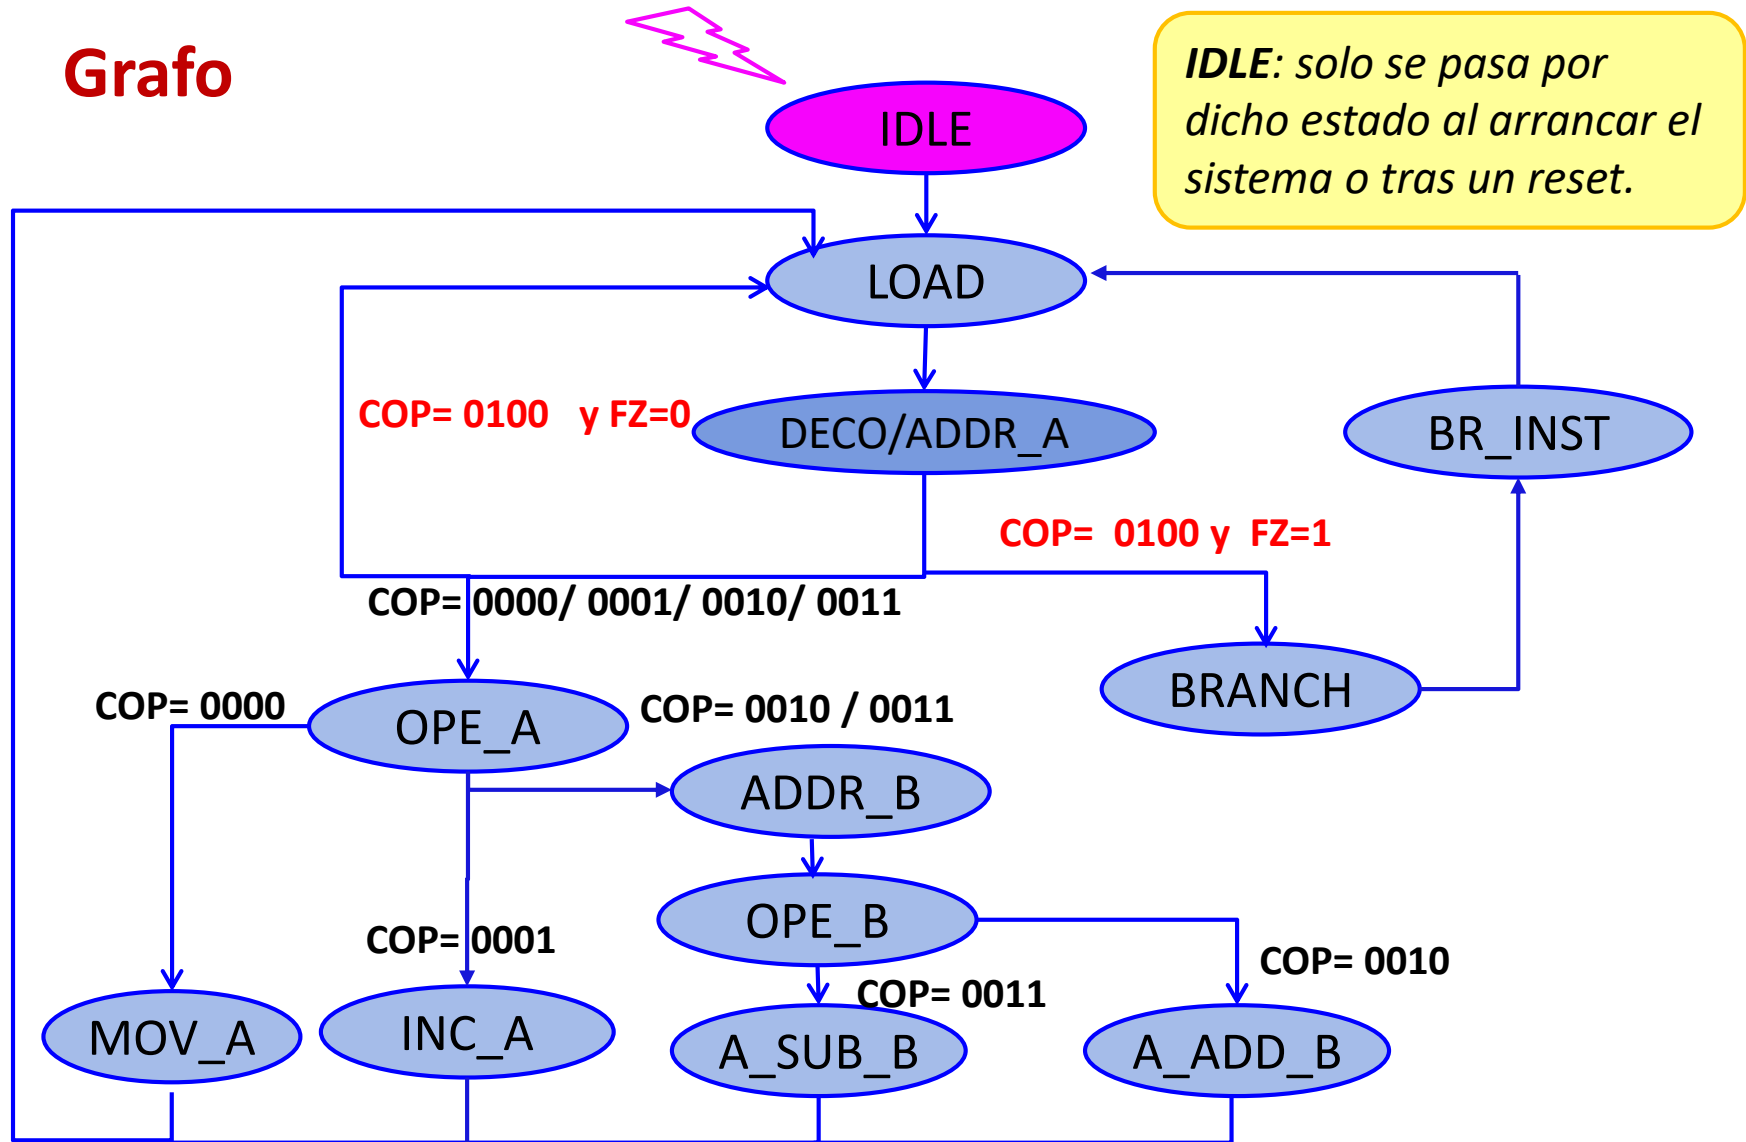 Grafo
IDLE: solo se pasa por
dicho estado al arrancar el
sistema o tras un reset.
IDLE
LOAD
COP= 0100 y FZ=0
DECO/ADDR_A
BR_INST
COP= 0100 y FZ=1
COP= 0000/ 0001/ 0010/ 0011
BRANCH
COP= 0000
OPE_A
COP= 0010 / 0011
ADDR_B
OPE_B
COP= 0001
COP= 0010
COP= 0011
MOV_A
INC_A
A_SUB_B
A_ADD_B